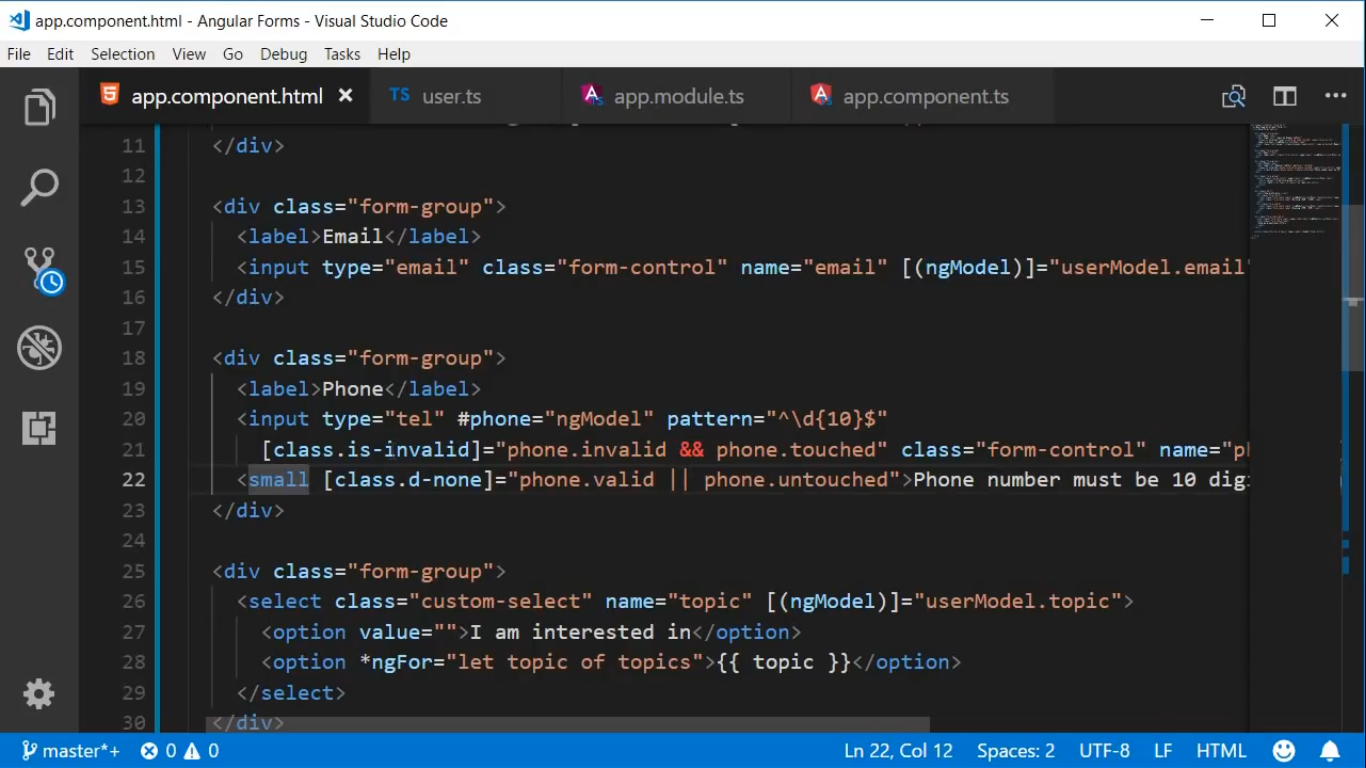 app.component.html - Angular Forms - Visual Studio Code
File Edit Selection View Go Debug Tasks Help
app.component.html TS user.ts app.module.ts app.component.ts
11 </div>
12
13 <div class="form-group">
14 <label>Email</label>
15 <input type="email" class="form-control" name="email" [(ngModel)]="userModel.email"
16 </div>
17
18 <div class="form-group">
19 <label>Phone</label>
20 <input type="tel" #phone="ngModel" pattern="^\d{10}$"
21 [class.is-invalid]="phone.invalid && phone.touched" class="form-control" name="ph
22 <small [class.d-none]="phone.valid || phone.untouched">Phone number must be 10 digi
23 </div>
24
25 <div class="form-group">
26 <select class="custom-select" name="topic" [(ngModel)]="userModel.topic">
27 <option value="">I am interested in</option>
28 <option *ngFor="let topic of topics">{{ topic }}</option>
29 </select>
30 </div>
master*+ 0 0 Ln 22, Col 12 Spaces: 2 UTF-8 LF HTML